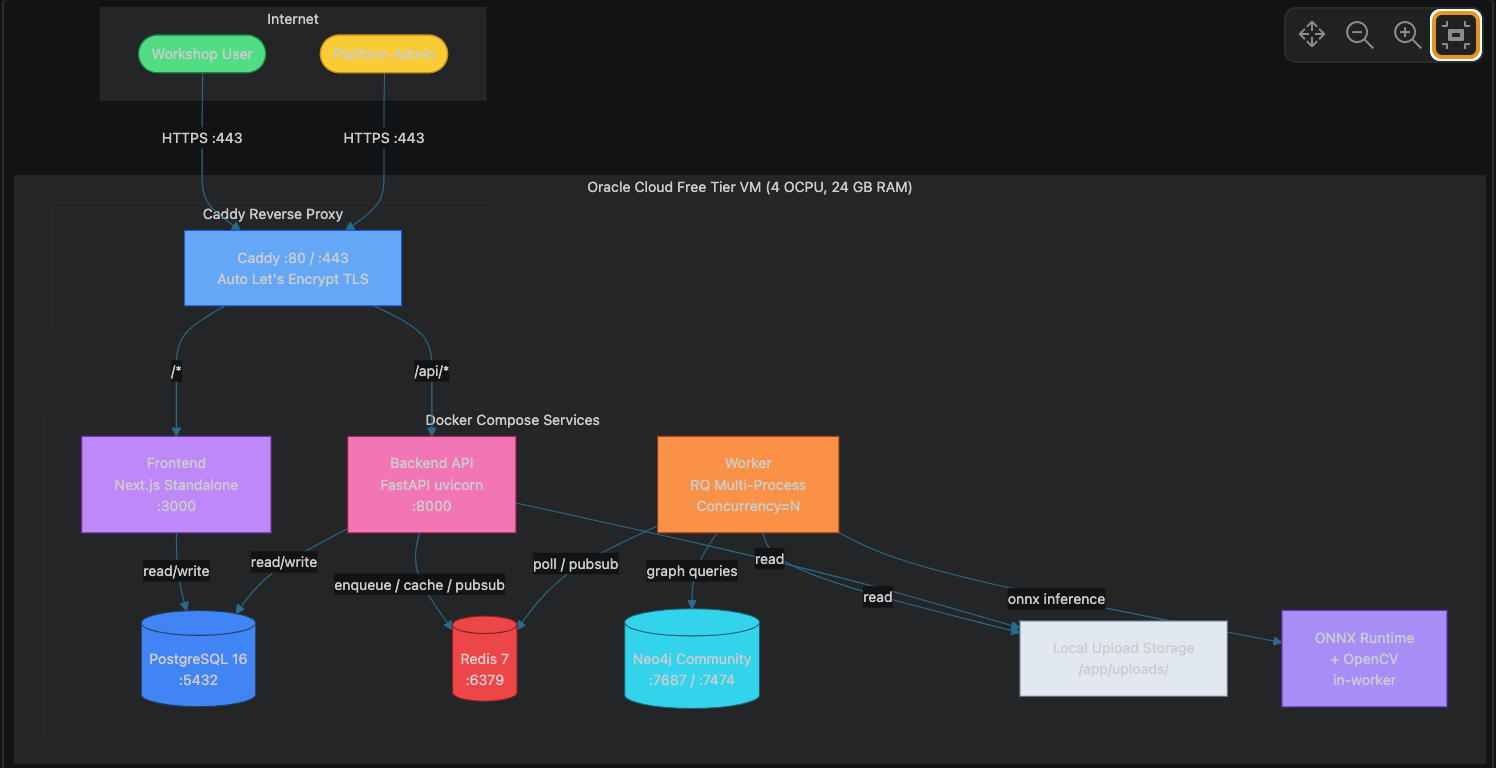 Internet
Workshop User
Platform Admin
HTTPS :443
HTTPS :443
Oracle Cloud Free Tier VM (4 OCPU, 24 GB RAM)
Caddy Reverse Proxy
Caddy :80 / :443
Auto Let's Encrypt TLS
/*
/api/*
Docker Compose Services
Frontend
Next.js Standalone
:3000
Backend API
FastAPI uvicorn
:8000
Worker
RQ Multi-Process
Concurrency=N
read/write
read/write
enqueue / cache / pubsub
poll / pubsub
graph queries
read
read
onnx inference
PostgreSQL 16
:5432
Redis 7
:6379
Neo4j Community
:7687 / :7474
Local Upload Storage
/app/uploads/
ONNX Runtime
+ OpenCV
in-worker